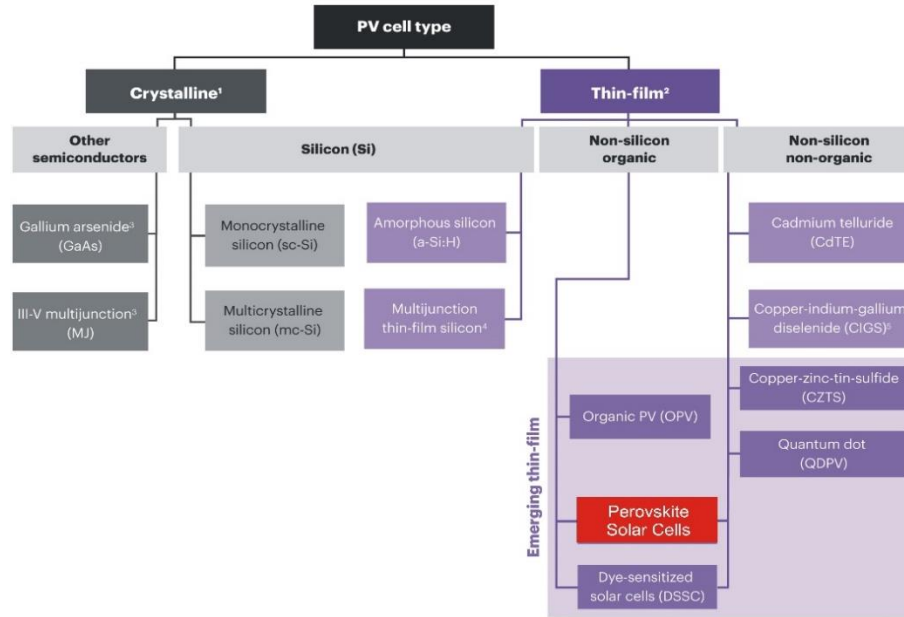 PV cell type
Crystalline¹
Thin-film²
Other
semiconductors
Silicon (Si)
Non-silicon
organic
Non-silicon
non-organic
Gallium arsenide³
(GaAs)
Monocrystalline
silicon (sc-Si)
Amorphous silicon
(a-Si:H)
Cadmium telluride
(CdTE)
III-V multijunction³
(MJ)
Multicrystalline
silicon (mc-Si)
Multijunction
thin-film silicon⁴
Copper-indium-gallium
diselenide (CIGS)⁵
Emerging thin-film
Copper-zinc-tin-sulfide
(CZTS)
Organic PV (OPV)
Quantum dot
(QDPV)
Perovskite
Solar Cells
Dye-sensitized
solar cells (DSSC)